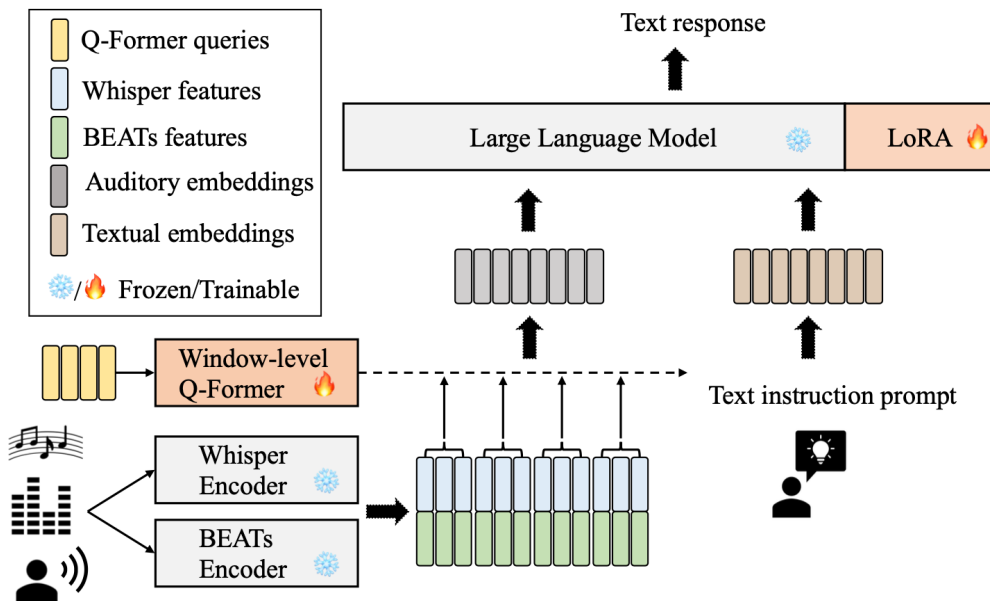 Text response
Q-Former queries
Whisper features
BEATs features
Auditory embeddings
Textual embeddings
/ Frozen/Trainable
Large Language Model
LoRA
Window-level
Q-Former
Text instruction prompt
Whisper
Encoder
BEATs
Encoder